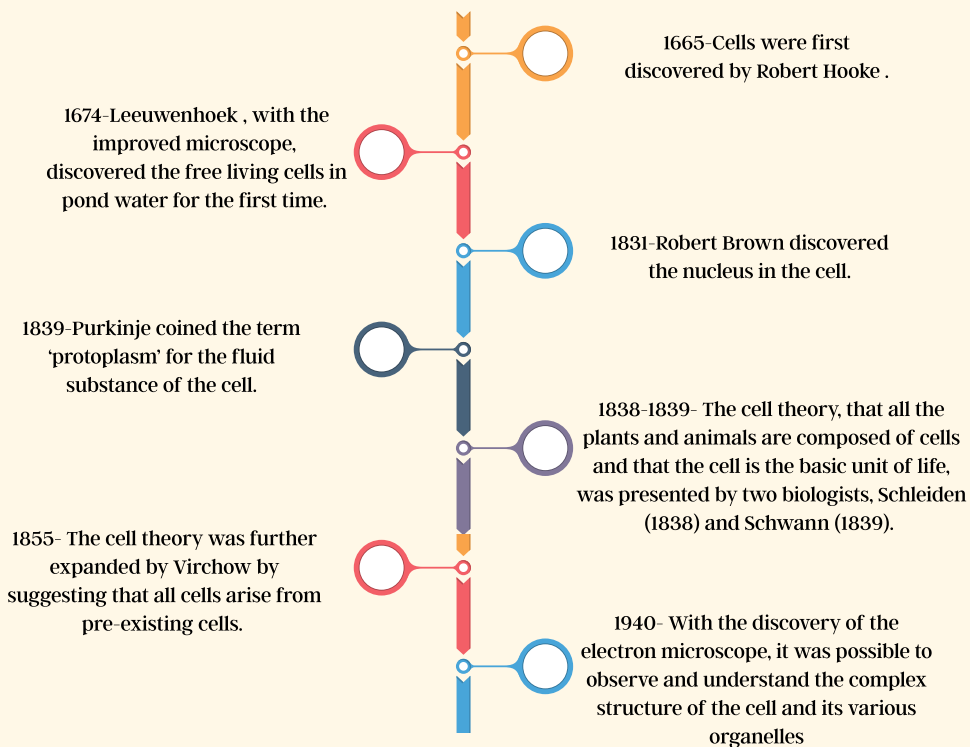 1665-Cells were first
discovered by Robert Hooke .
1674-Leeuwenhoek , with the
improved microscope,
discovered the free living cells in
pond water for the first time.
1831-Robert Brown discovered
the nucleus in the cell.
1839-Purkinje coined the term
‘protoplasm’ for the fluid
substance of the cell.
1838-1839- The cell theory, that all the
plants and animals are composed of cells
and that the cell is the basic unit of life,
was presented by two biologists, Schleiden
(1838) and Schwann (1839).
1855- The cell theory was further
expanded by Virchow by
suggesting that all cells arise from
pre-existing cells.
1940- With the discovery of the
electron microscope, it was possible to
observe and understand the complex
structure of the cell and its various
organelles